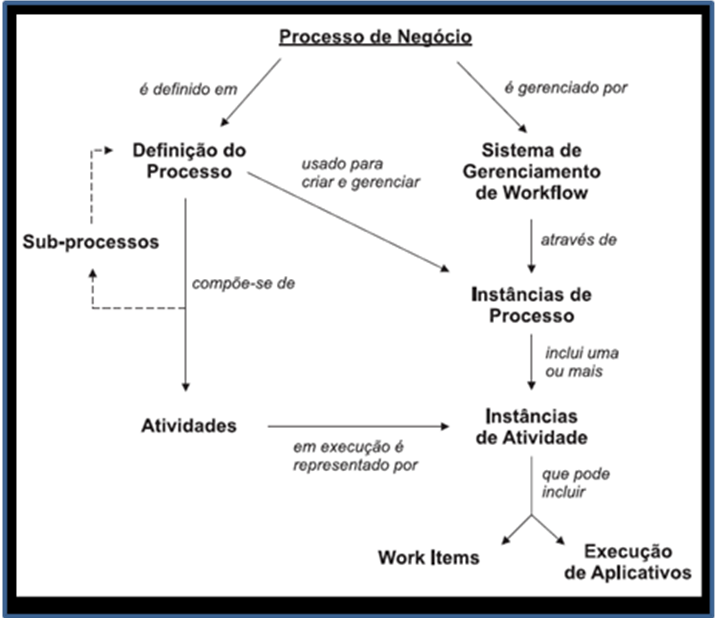 Processo de Negócio
é definido em
é gerenciado por
Definição do
Processo
usado para
criar e gerenciar
Sistema de
Gerenciamento
de Workflow
Sub-processos
através de
compõe-se de
Instâncias de
Processo
inclui uma
ou mais
Atividades
em execução é
representado por
Instâncias
de Atividade
que pode
incluir
Work Items
Execução
de Aplicativos